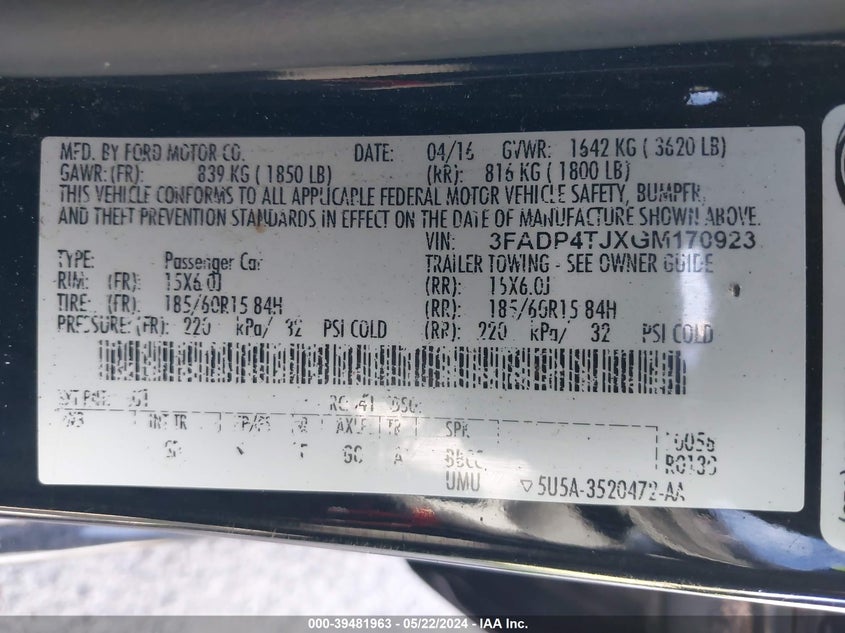 MFD. BY FORD MOTOR CO. DATE: 04/16 GVWR: 1642 KG ( 3620 LB)
GAWR: (FR): 839 KG ( 1850 LB) (RR): 816 KG ( 1800 LB)
THIS VEHICLE CONFORMS TO ALL APPLICABLE FEDERAL MOTOR VEHICLE SAFETY, BUMPER,
AND THEFT PREVENTION STANDARDS IN EFFECT ON THE DATE OF MANUFACTURE SHOWN ABOVE.
VIN: 3FADP4TJXGM170923
TYPE: Passenger Car TRAILER TOWING - SEE OWNER GUIDE
RIM: (FR): 15X6.0J (RR): 15X6.0J
TIRE: (FR): 185/60R15 84H (RR): 185/60R15 84H
PRESSURE: (FR): 220 kPa/ 32 PSI COLD (RR): 220 kPa/ 32 PSI COLD
EXT PNT:
INT TR AXLE TR SPR
UMU ▽ 5U5A-3520472-AA
000-39481963 - 05/22/2024 - IAA Inc.